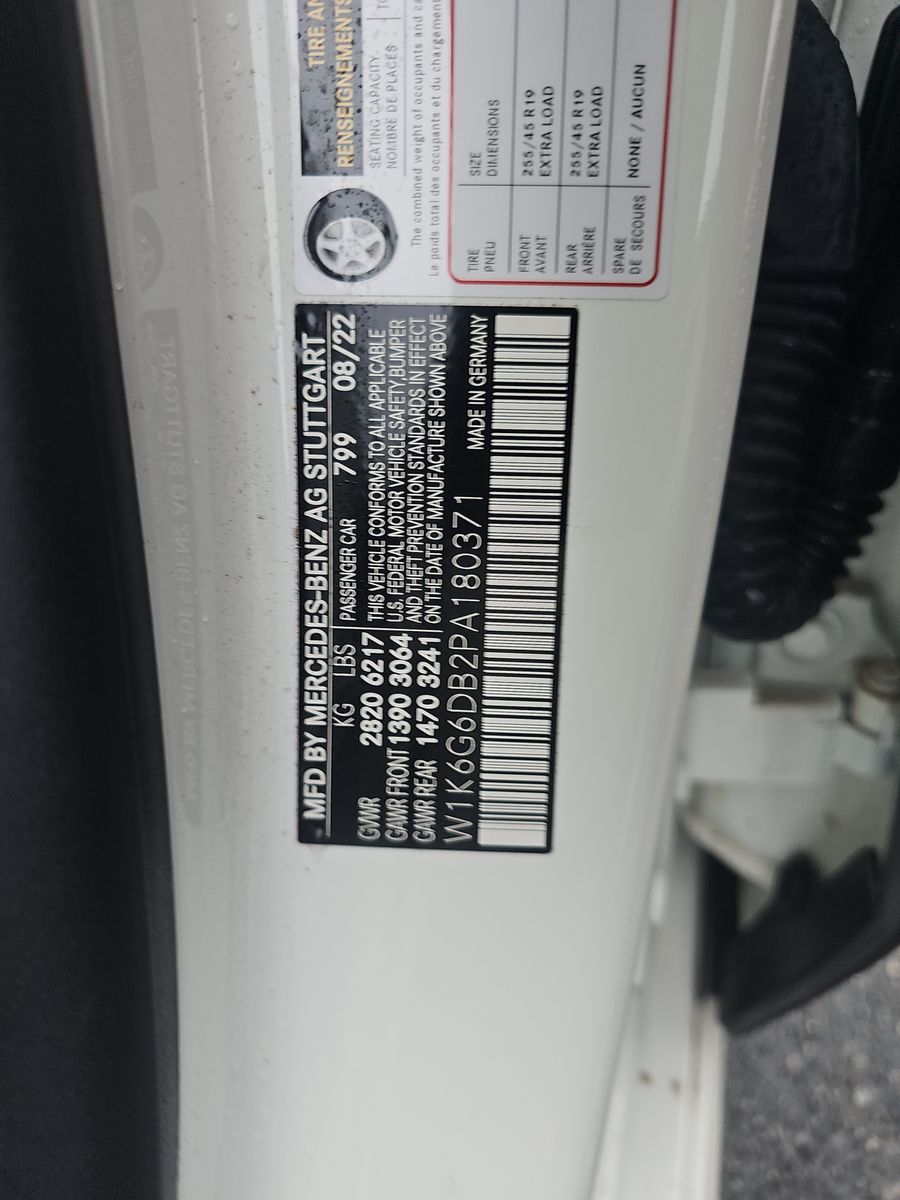 TIRE AN
RENSEIGNEMENTS
SEATING CAPACITY
NOMBRE DE PLACES
The combined weight of occupants and ca
Le poids total des occupants et du chargement
TIRE SIZE
PNEU DIMENSIONS
FRONT 255/45 R19
AVANT EXTRA LOAD
REAR 255/45 R19
ARRIÈRE EXTRA LOAD
SPARE
DE SECOURS NONE / AUCUN
MFD BY MERCEDES-BENZ AG STUTTGART
KG LBS PASSENGER CAR 799 08/22
GVWR 2820 6217
GAWR FRONT 1390 3064
GAWR REAR 1470 3241
THIS VEHICLE CONFORMS TO ALL APPLICABLE
U.S. FEDERAL MOTOR VEHICLE SAFETY, BUMPER
AND THEFT PREVENTION STANDARDS IN EFFECT
ON THE DATE OF MANUFACTURE SHOWN ABOVE
W1K6G6DB2PA180371 MADE IN GERMANY